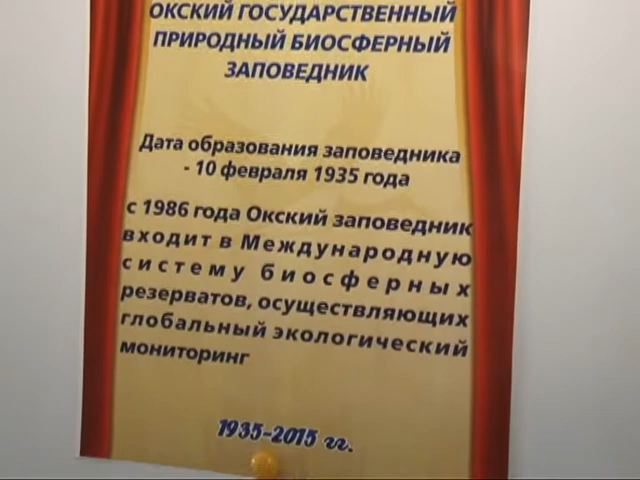 ОКСКИЙ ГОСУДАРСТВЕННЫЙ
ПРИРОДНЫЙ БИОСФЕРНЫЙ
ЗАПОВЕДНИК
Дата образования заповедника
- 10 февраля 1935 года
с 1986 года Окский заповедник
входит в Международную
систему биосферных
резерватов, осуществляющих
глобальный экологический
мониторинг
1935-2015 гг.